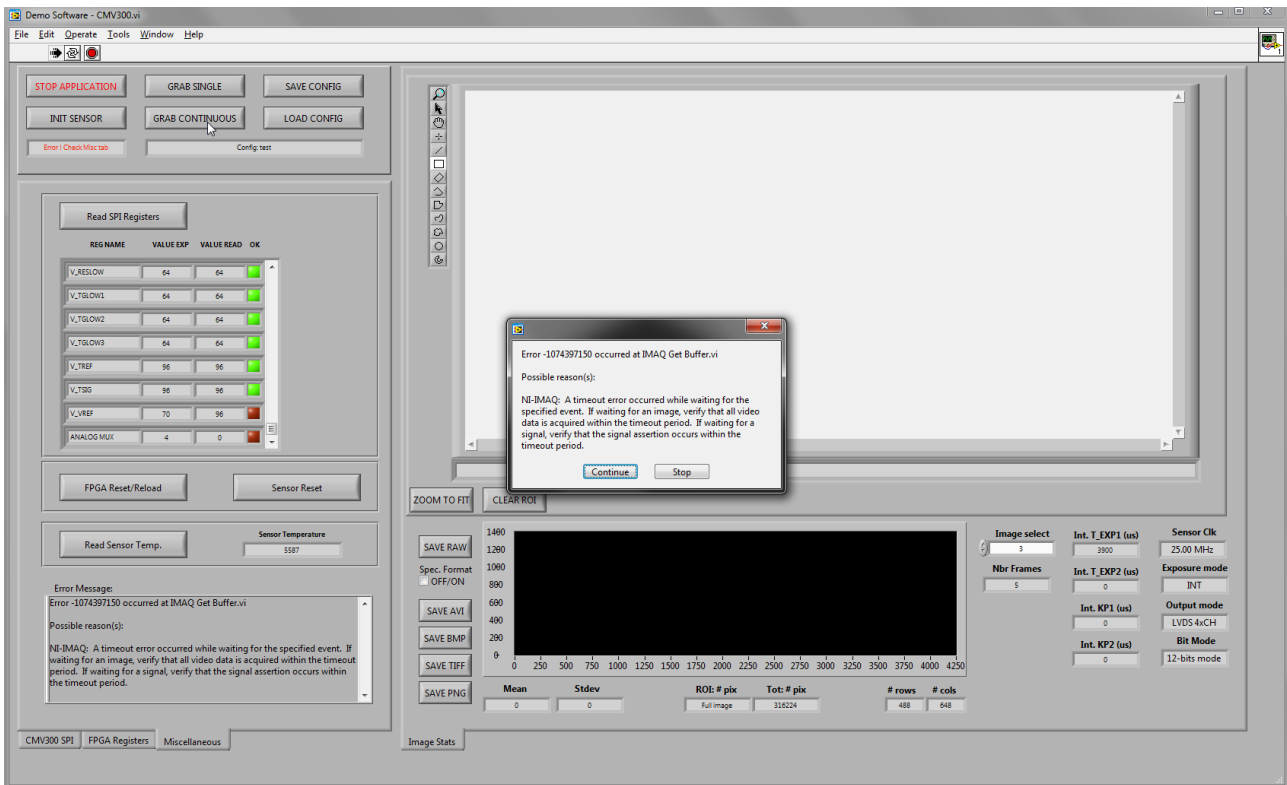 Demo Software - CMV300.vi
File Edit Operate Tools Window Help
1
STOP APPLICATION GRAB SINGLE SAVE CONFIG
INIT SENSOR GRAB CONTINUOUS LOAD CONFIG
Error ! Check Misc tab Config: test
Read SPI Registers
REG NAME VALUE EXP VALUE READ OK
V_RESLOW 64 64
V_TGLOW1 64 64
V_TGLOW2 64 64
V_TGLOW3 64 64
V_TREF 96 96
V_TSIG 96 96
V_VREF 70 96
ANALOG MUX 4 0
FPGA Reset/Reload Sensor Reset
Read Sensor Temp.
Sensor Temperature
5587
Error Message:
Error -1074397150 occurred at IMAQ Get Buffer.vi
Possible reason(s):
NI-IMAQ: A timeout error occurred while waiting for the specified event. If
waiting for an image, verify that all video data is acquired within the timeout
period. If waiting for a signal, verify that the signal assertion occurs within
the timeout period.
CMV300 SPI FPGA Registers Miscellaneous
Error -1074397150 occurred at IMAQ Get Buffer.vi
Possible reason(s):
NI-IMAQ: A timeout error occurred while waiting for the
specified event. If waiting for an image, verify that all video
data is acquired within the timeout period. If waiting for a
signal, verify that the signal assertion occurs within the
timeout period.
Continue Stop
ZOOM TO FIT CLEAR ROI
SAVE RAW
Spec. Format
OFF/ON
SAVE AVI
SAVE BMP
SAVE TIFF
SAVE PNG
1400
1200
1000
800
600
400
200
0
0 250 500 750 1000 1250 1500 1750 2000 2250 2500 2750 3000 3250 3500 3750 4000 4250
Mean Stdev ROI: # pix Tot: # pix # rows # cols
0 0 Full Image 316224 488 648
Image select
3
Nbr Frames
5
Int. T_EXP1 (us)
3900
Int. T_EXP2 (us)
0
Int. KP1 (us)
0
Int. KP2 (us)
0
Sensor Clk
25.00 MHz
Exposure mode
INT
Output mode
LVDS 4xCH
Bit Mode
12-bits mode
Image Stats